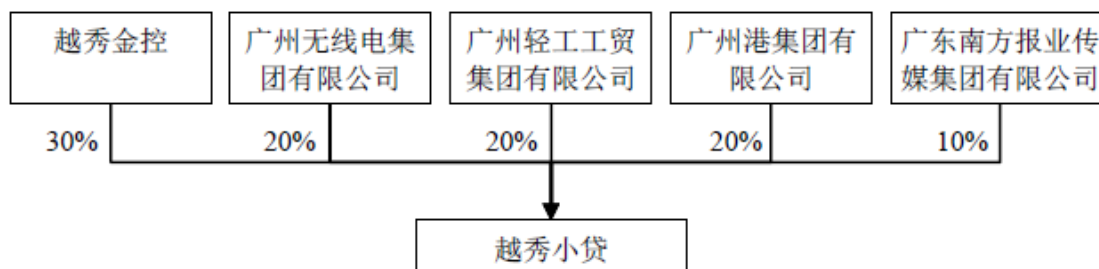 越秀金控
广州无线电集
团有限公司
广州轻工工贸
集团有限公司
广州港集团有
限公司
广东南方报业传
媒集团有限公司
30%
20%
20%
20%
10%
越秀小贷